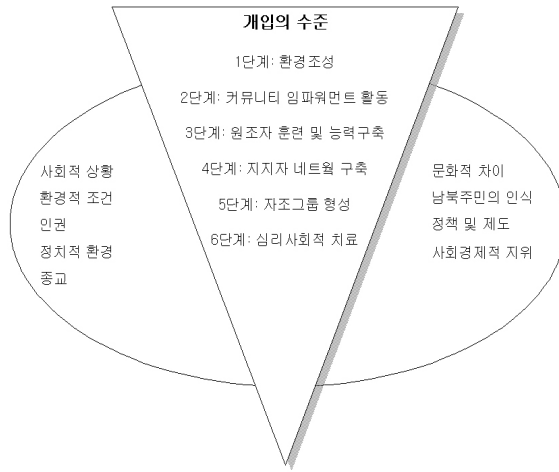 개입의 수준
1단계: 환경조성
2단계: 커뮤니티 임파워먼트 활동
3단계: 원조자 훈련 및 능력구축
4단계: 지지자 네트웍 구축
5단계: 자조그룹 형성
6단계: 심리사회적 치료
사회적 상황
환경적 조건
인권
정치적 환경
종교
문화적 차이
남북주민의 인식
정책 및 제도
사회경제적 지위